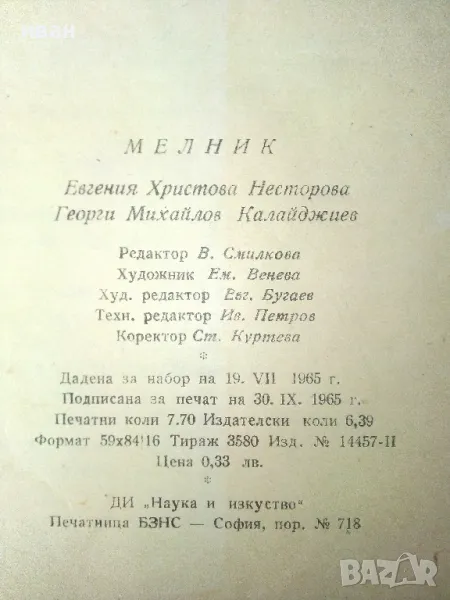 иван
МЕЛНИК
Евгения Христова Несторова
Георги Михайлов Калайджиев
Редактор В. Смилкова
Художник Ем. Венева
Худ. редактор Евг. Бугаев
Техн. редактор Ив. Петров
Коректор Ст. Куртева
*
Дадена за набор на 19. VII 1965 г.
Подписана за печат на 30. IX. 1965 г.
Печатни коли 7.70 Издателски коли 6,39
Формат 59x84/16 Тираж 3580 Изд. № 14457-II
Цена 0,33 лв.
*
ДИ „Наука и изкуство“
Печатница БЗНС — София, пор. № 718
BAZAR